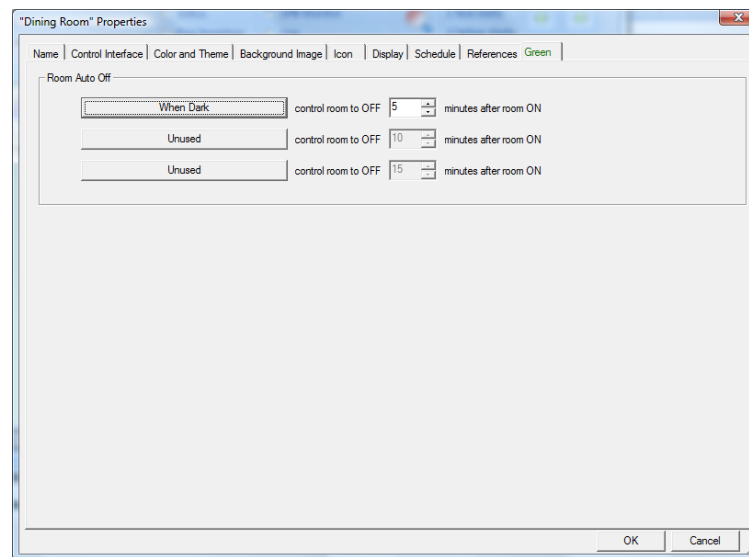 "Dining Room" Properties
Name Control Interface Color and Theme Background Image Icon Display Schedule References Green
Room Auto Off
When Dark control room to OFF 5 minutes after room ON
Unused control room to OFF 10 minutes after room ON
Unused control room to OFF 15 minutes after room ON
OK Cancel